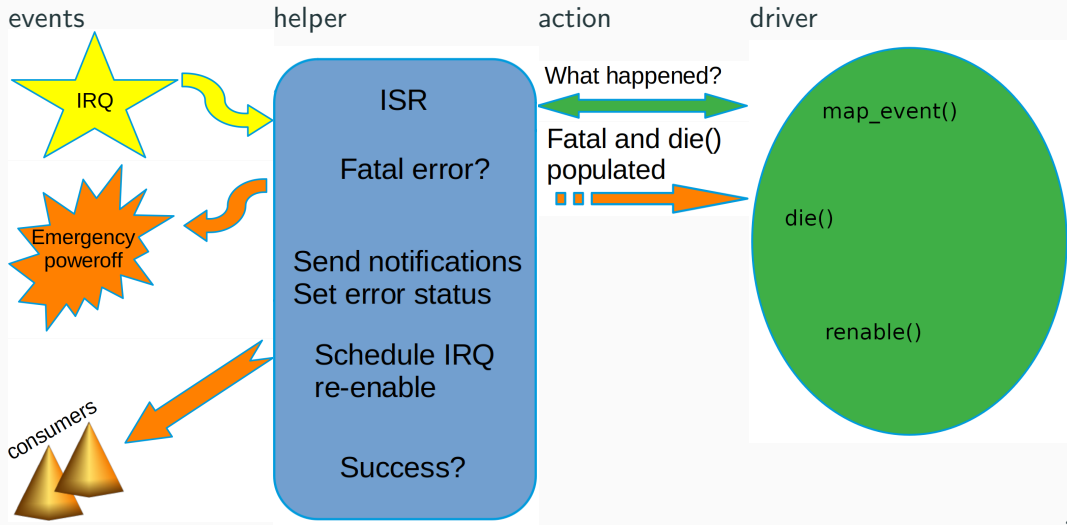 events
helper
action
driver
IRQ
ISR
What happened?
map_event()
Fatal error?
Fatal and die()
populated
die()
Emergency
poweroff
Send notifications
Set error status
renable()
Schedule IRQ
re-enable
consumers
Success?